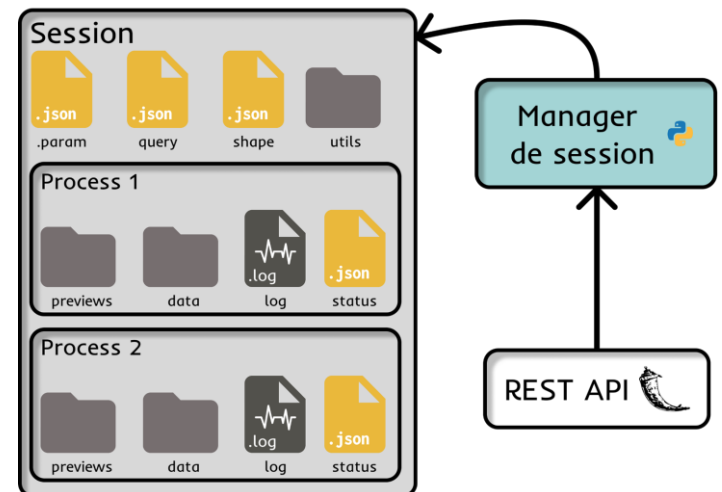 Session
.json .json .json
.param query shape utils
Process 1
.log .json
previews data log status
Process 2
.log .json
previews data log status
Manager
de session
REST API